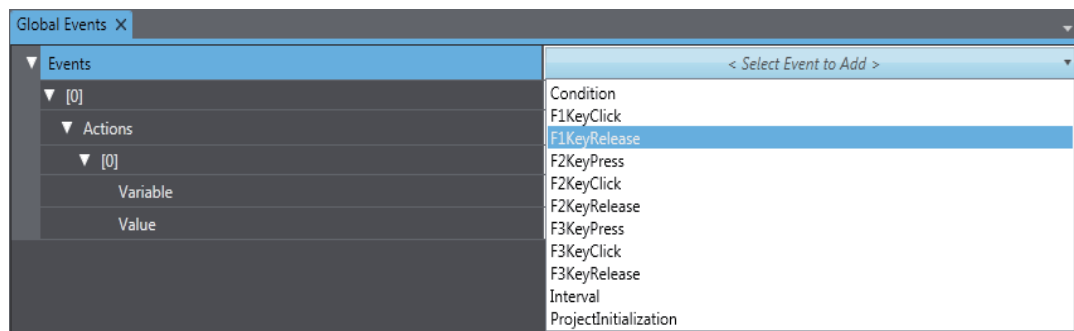 Global Events X
Events
< Select Event to Add >
[0]
Actions
[0]
Variable
Value
Condition
F1KeyClick
F1KeyRelease
F2KeyPress
F2KeyClick
F2KeyRelease
F3KeyPress
F3KeyClick
F3KeyRelease
Interval
ProjectInitialization